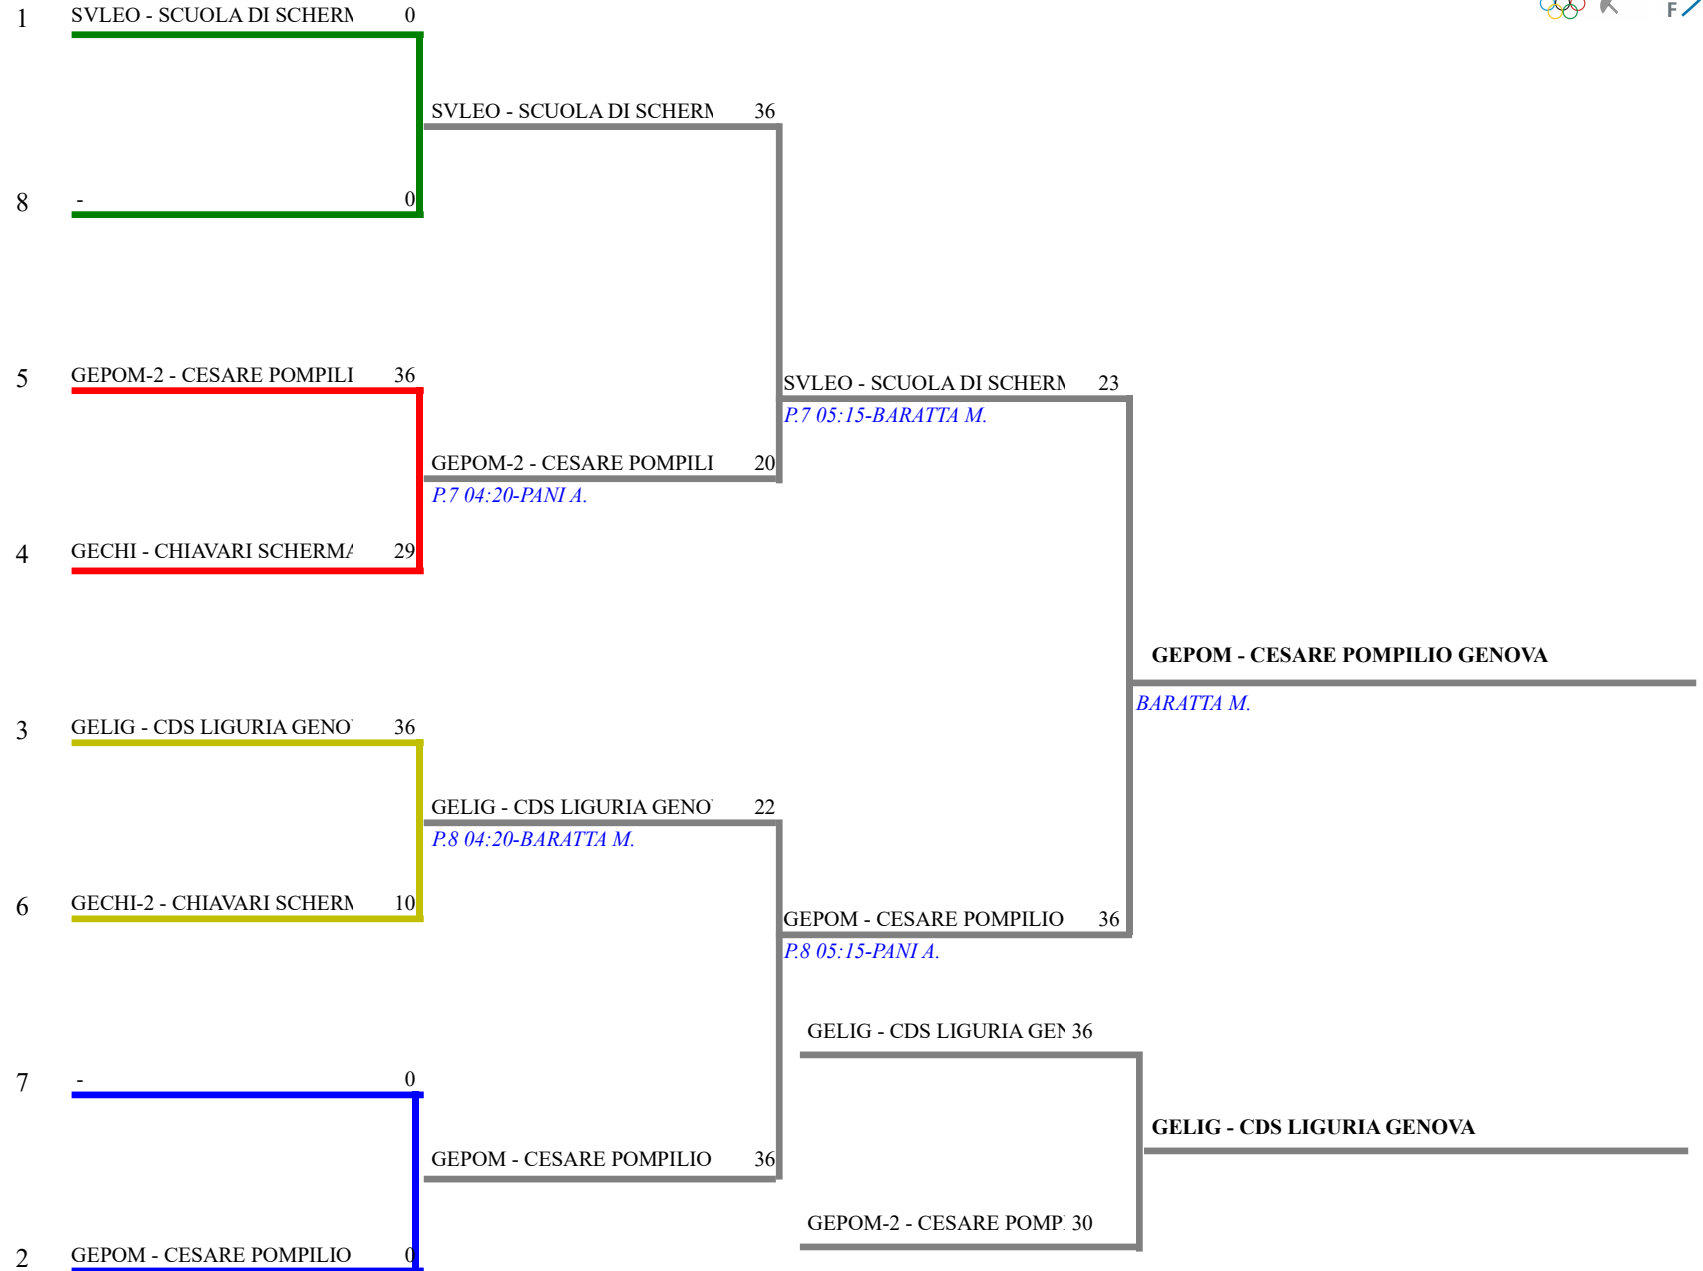 1 SVLEO - SCUOLA DI SCHERM 0
SVLEO - SCUOLA DI SCHERM 36
8 - 0
5 GEPOM-2 - CESARE POMPILI 36
SVLEO - SCUOLA DI SCHERM 23
P.7 05:15-BARATTA M.
GEPOM-2 - CESARE POMPILI 20
P.7 04:20-PANI A.
4 GECHI - CHIAVARI SCHERMA 29
GEPOM - CESARE POMPILIO GENOVA
BARATTA M.
3 GELIG - CDS LIGURIA GENO 36
GELIG - CDS LIGURIA GENO 22
P.8 04:20-BARATTA M.
6 GECHI-2 - CHIAVARI SCHERM 10
GEPOM - CESARE POMPILIO 36
P.8 05:15-PANI A.
GELIG - CDS LIGURIA GEN 36
7 - 0
GELIG - CDS LIGURIA GENOVA
GEPOM - CESARE POMPILIO 36
GEPOM-2 - CESARE POMP 30
2 GEPOM - CESARE POMPILIO 0
F